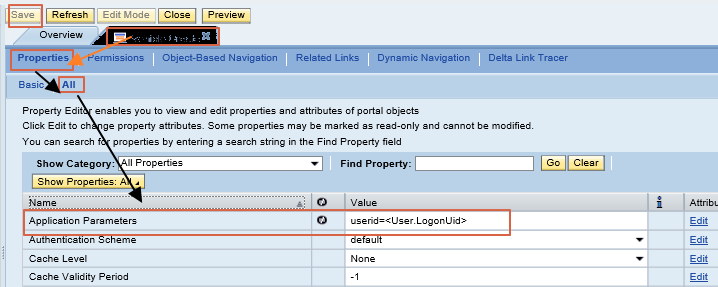 Save Refresh Edit Mode Close Preview
Overview
Properties Permissions Object-Based Navigation Related Links Dynamic Navigation Delta Link Tracer
Basic All
Property Editor enables you to view and edit properties and attributes of portal objects
Click Edit to change property attributes. Some properties may be marked as read-only and cannot be modified.
You can search for properties by entering a search string in the Find Property field
Show Category: All Properties Find Property: Go Clear
Show Properties: All
Name Value i Attribu
Application Parameters userid=<User.LogonUid> Edit
Authentication Scheme default Edit
Cache Level None Edit
Cache Validity Period -1 Edit